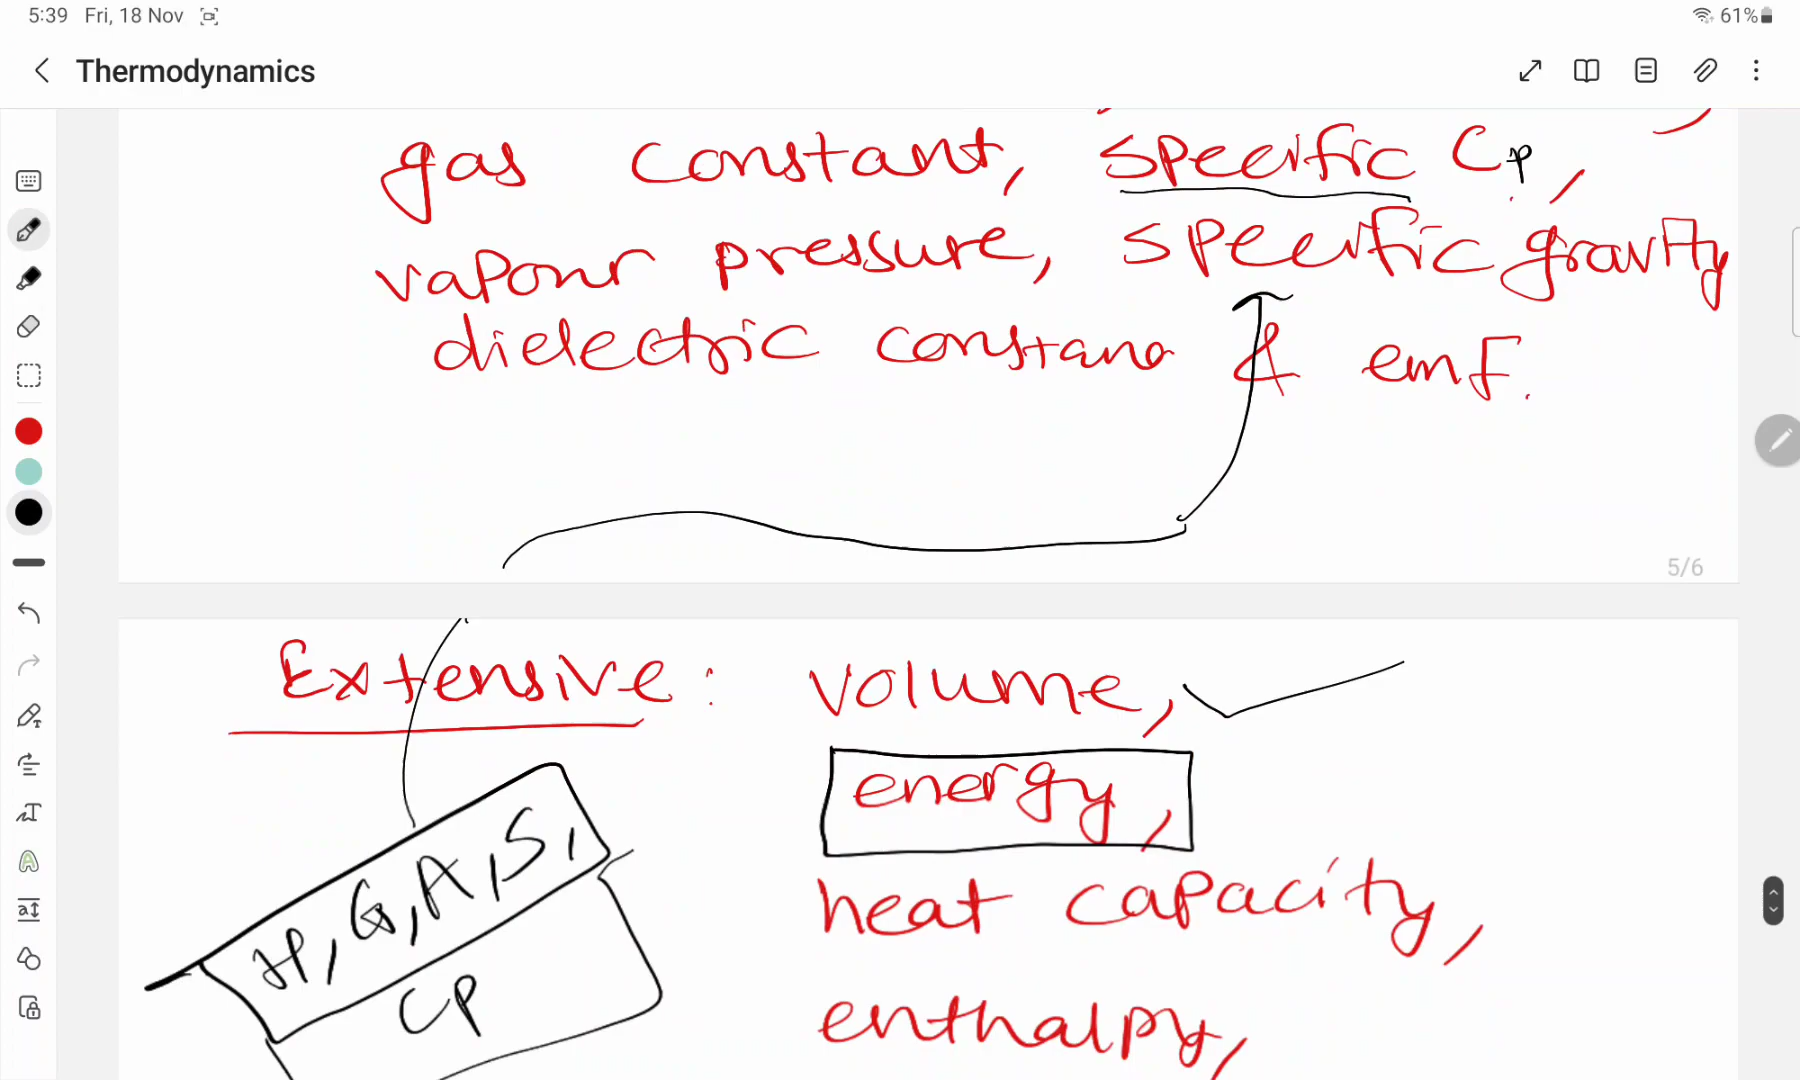 5:39 Fri, 18 Nov
61%
Thermodynamics
gas constant, specific Cp,
vapour pressure, specific gravity
dielectric constant & emf.
5/6
Extensive: volume,
energy,
H, G, A, S,
heat capacity,
CP
enthalpy,